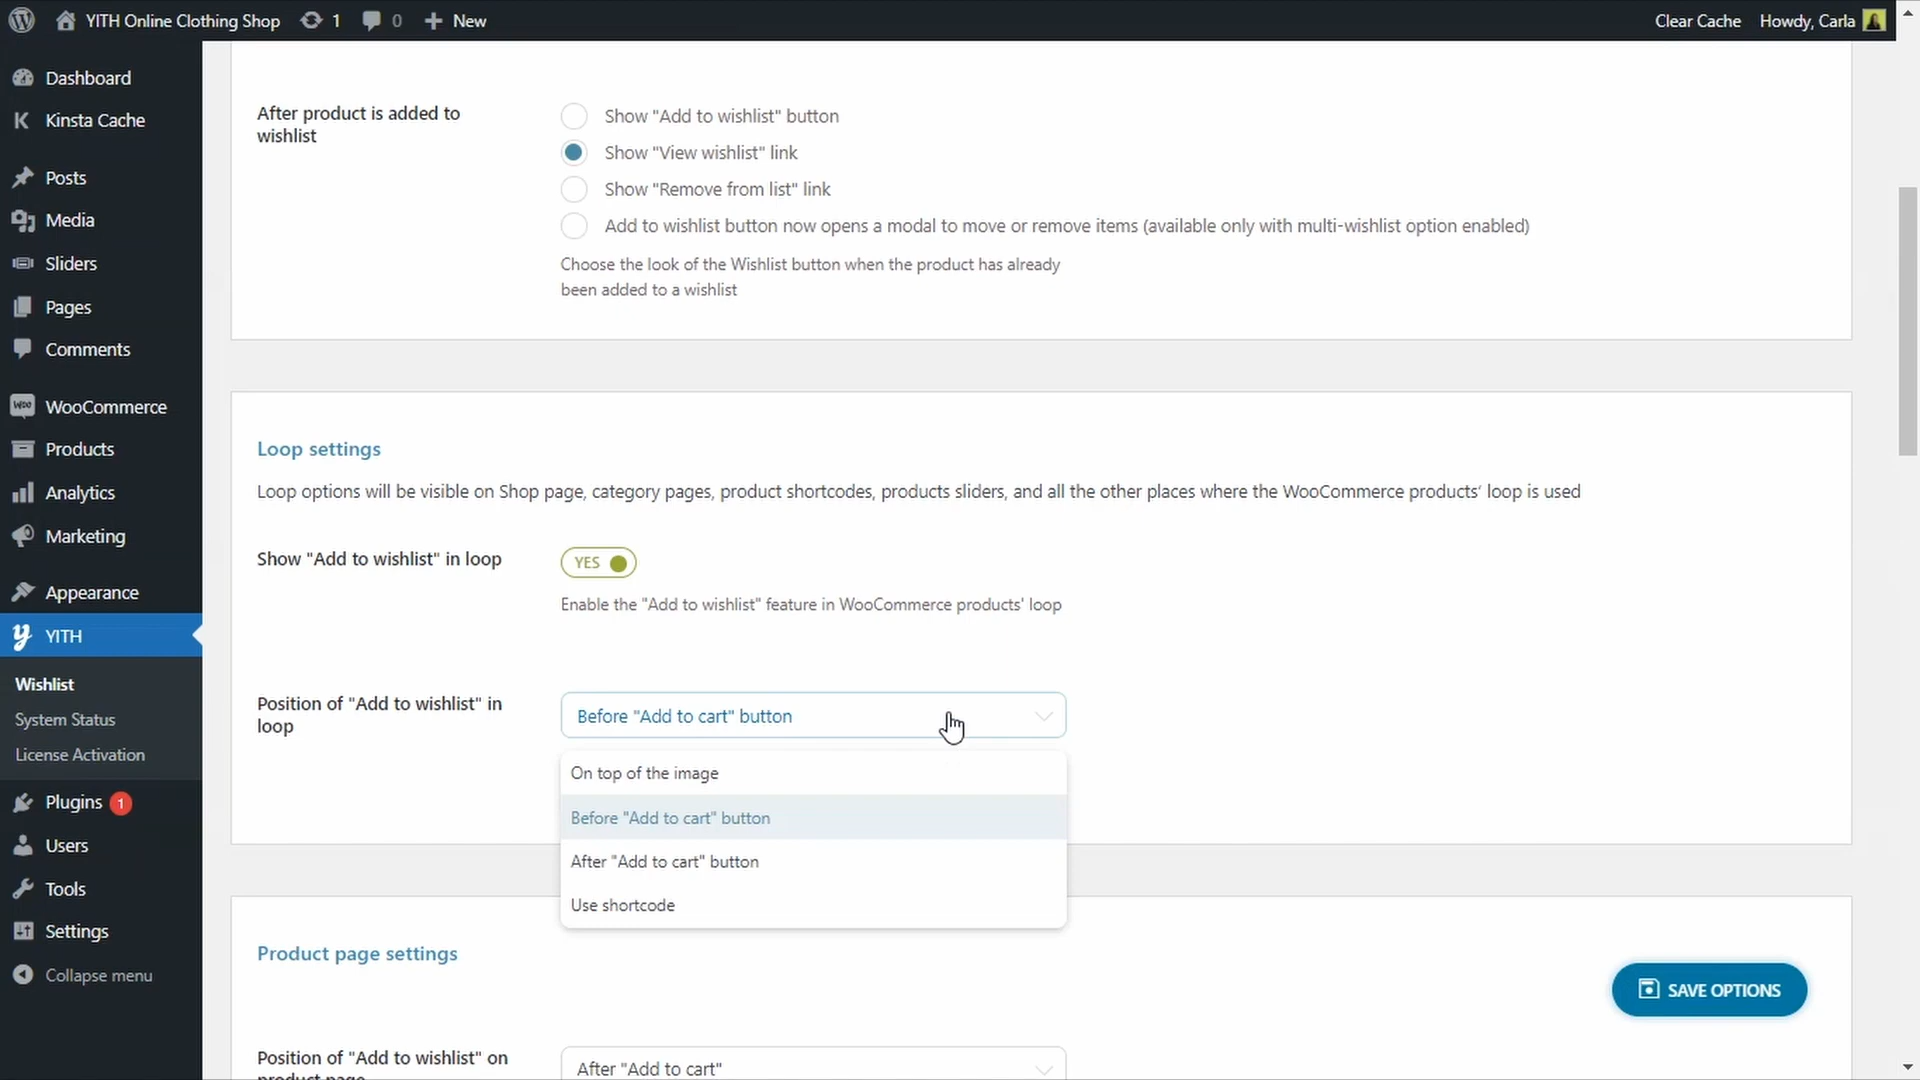 YITH Online Clothing Shop 1 0 New Clear Cache Howdy, Carla
Dashboard
Kinsta Cache
Posts
Media
Sliders
Pages
Comments
WooCommerce
Products
Analytics
Marketing
Appearance
YITH
Wishlist
System Status
License Activation
Plugins 1
Users
Tools
Settings
Collapse menu
After product is added to
wishlist
Show "Add to wishlist" button
Show "View wishlist" link
Show "Remove from list" link
Add to wishlist button now opens a modal to move or remove items (available only with multi-wishlist option enabled)
Choose the look of the Wishlist button when the product has already
been added to a wishlist
Loop settings
Loop options will be visible on Shop page, category pages, product shortcodes, products sliders, and all the other places where the WooCommerce products' loop is used
Show "Add to wishlist" in loop
YES
Enable the "Add to wishlist" feature in WooCommerce products' loop
Position of "Add to wishlist" in
loop
Before "Add to cart" button
On top of the image
Before "Add to cart" button
After "Add to cart" button
Use shortcode
Product page settings
SAVE OPTIONS
Position of "Add to wishlist" on
product page
After "Add to cart"